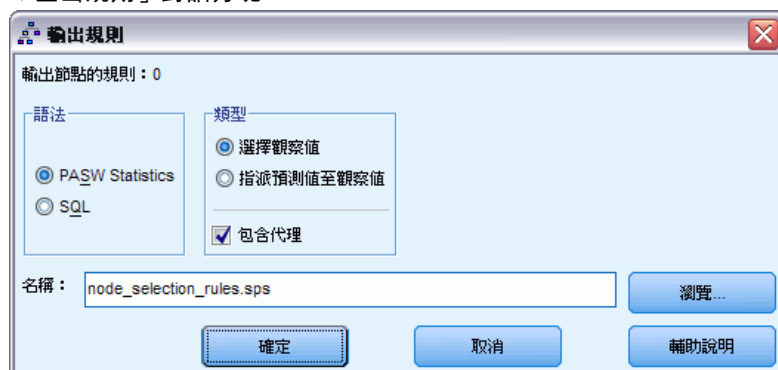 輸出規則
輸出節點的規則：0
語法
PASW Statistics
SQL
類型
選擇觀察值
指派預測值至觀察值
包含代理
名稱：
node_selection_rules.sps
瀏覽...
確定
取消
輔助說明